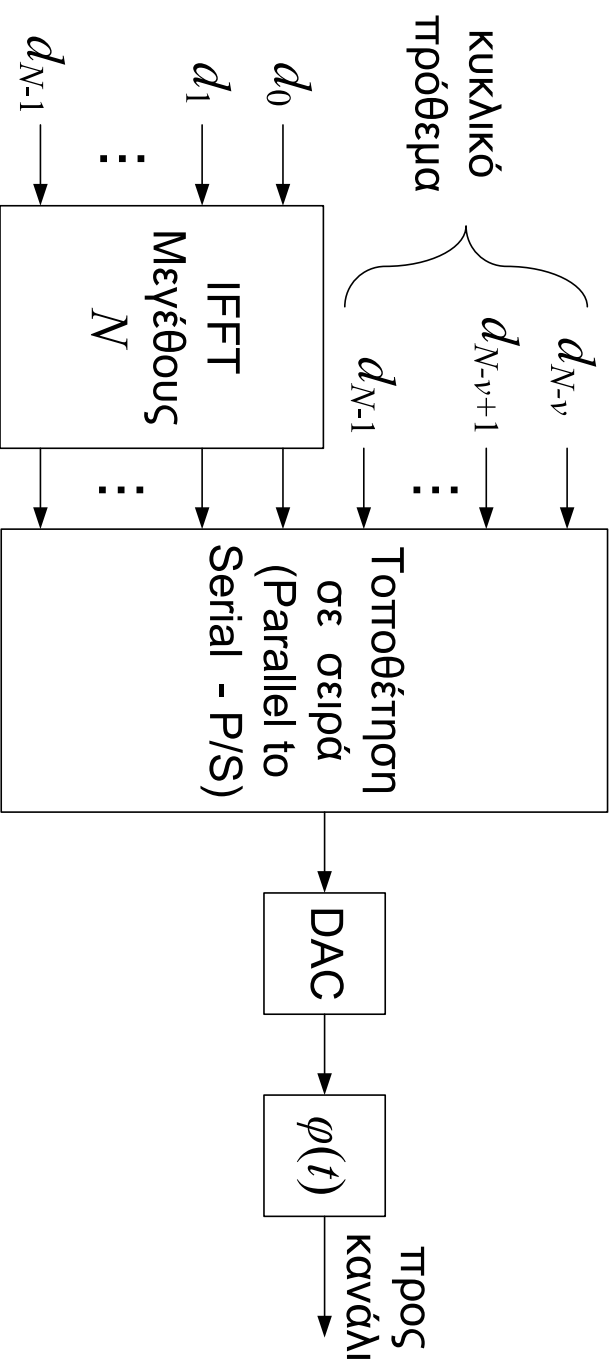 κυκλικό
πρόθεμα
d_{N-ν}
d_{N-ν+1}
⋮
d_{N-1}
d_0
d_1
⋮
d_{N-1}
IFFT
Μεγέθους
N
⋮
Τοποθέτηση
σε σειρά
(Parallel to
Serial - P/S)
DAC
φ(t)
προς
κανάλι